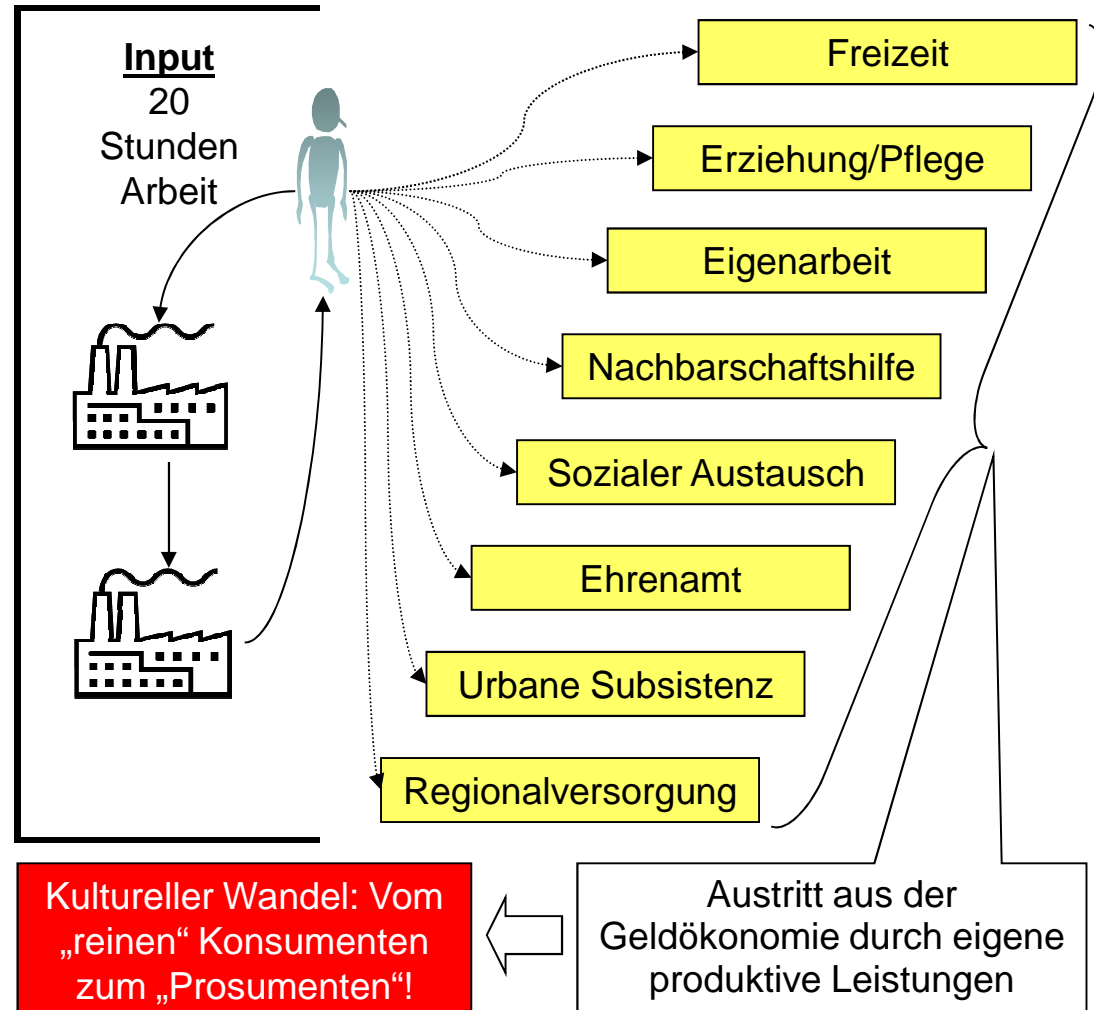 Input
20
Stunden
Arbeit
Freizeit
Erziehung/Pflege
Eigenarbeit
Nachbarschaftshilfe
Sozialer Austausch
Ehrenamt
Urbane Subsistenz
Regionalversorgung
Kultureller Wandel: Vom
„reinen“ Konsumenten
zum „Prosumenten“!
Austritt aus der
Geldökonomie durch eigene
produktive Leistungen